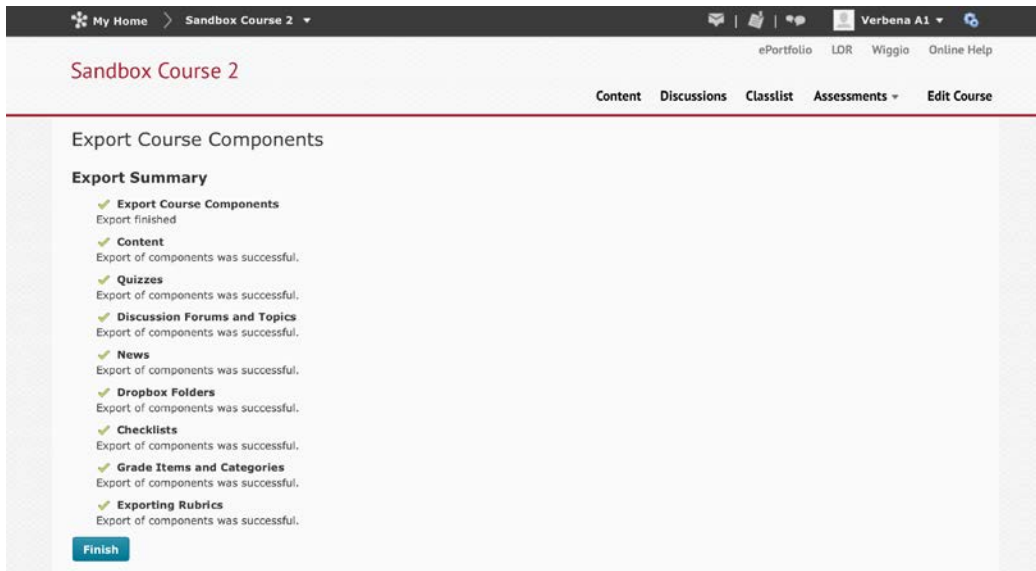 My Home Sandbox Course 2 Verbena A1
ePortfolio LOR Wiggio Online Help
Sandbox Course 2
Content Discussions Classlist Assessments Edit Course
Export Course Components
Export Summary
Export Course Components
Export finished
Content
Export of components was successful.
Quizzes
Export of components was successful.
Discussion Forums and Topics
Export of components was successful.
News
Export of components was successful.
Dropbox Folders
Export of components was successful.
Checklists
Export of components was successful.
Grade Items and Categories
Export of components was successful.
Exporting Rubrics
Export of components was successful.
Finish